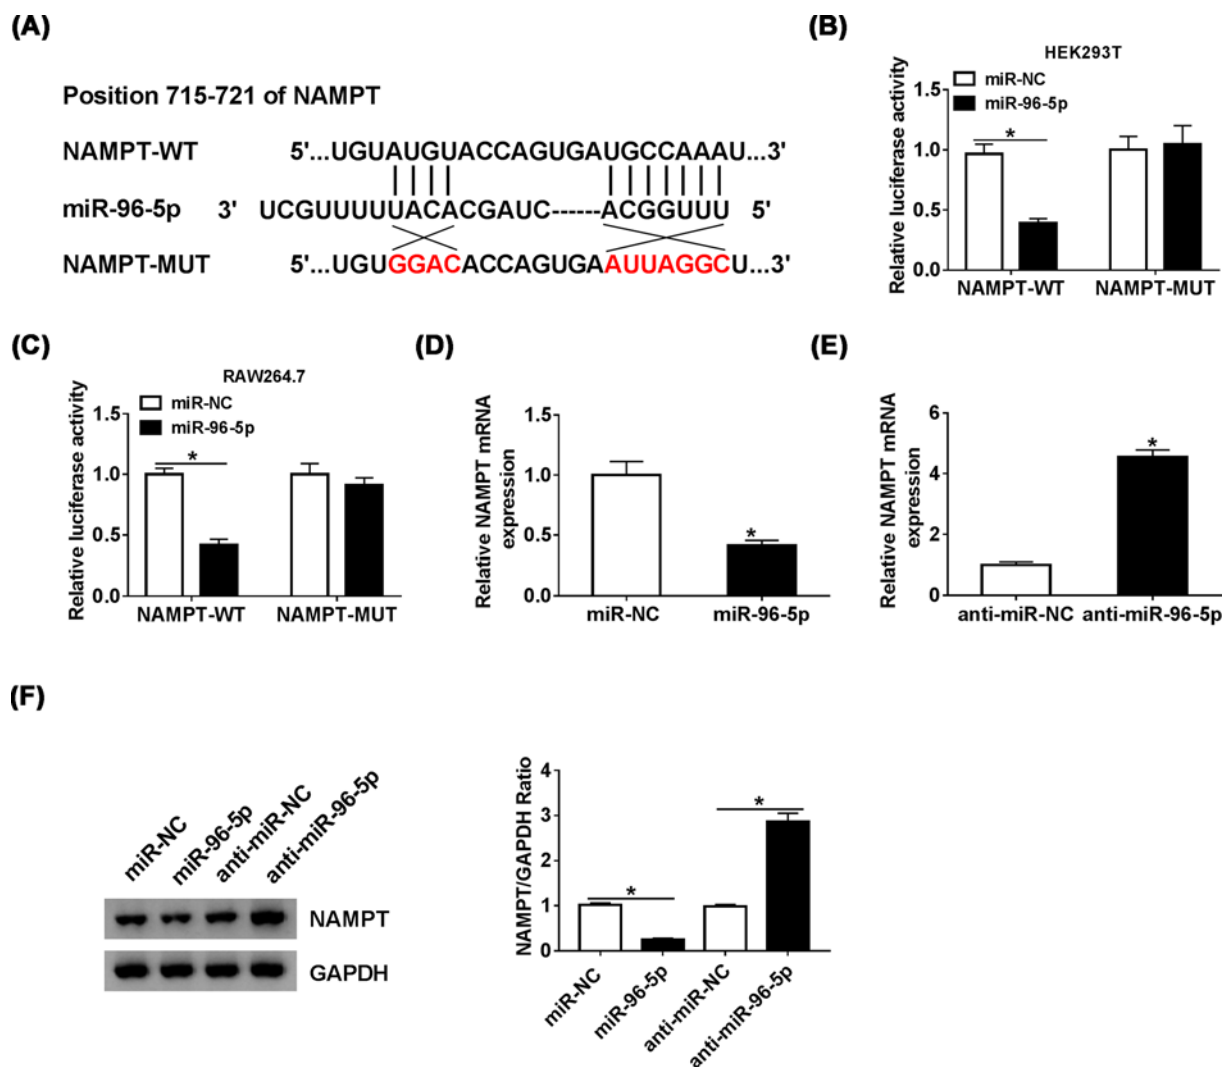 (A)
Position 715-721 of NAMPT
NAMPT-WT 5'...UGUAUGUACCAGUGAUGCCAAAU...3'
miR-96-5p 3' UCGUUUUUACACGAUC------ACGGUUU 5'
NAMPT-MUT 5'...UGUGGACACCAGUGAAUUAGGCU...3'
(B)
HEK293T
miR-NC
miR-96-5p
Relative luciferase activity
1.5
1.0
0.5
0.0
*
NAMPT-WT NAMPT-MUT
(C)
RAW264.7
miR-NC
miR-96-5p
Relative luciferase activity
1.5
1.0
0.5
0.0
*
NAMPT-WT NAMPT-MUT
(D)
Relative NAMPT mRNA
expression
1.5
1.0
0.5
0.0
*
miR-NC miR-96-5p
(E)
Relative NAMPT mRNA
expression
6
4
2
0
*
anti-miR-NC anti-miR-96-5p
(F)
miR-NC
miR-96-5p
anti-miR-NC
anti-miR-96-5p
NAMPT
GAPDH
NAMPT/GAPDH Ratio
4
3
2
1
0
*
*
miR-NC
miR-96-5p
anti-miR-NC
anti-miR-96-5p